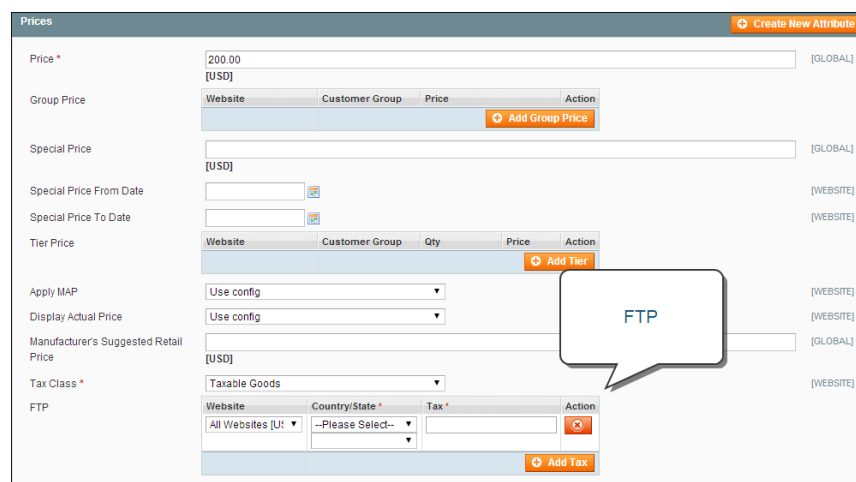 Prices
Create New Attribute
Price * 200.00 [GLOBAL]
[USD]
Group Price Website Customer Group Price Action
Add Group Price
Special Price [GLOBAL]
[USD]
Special Price From Date [WEBSITE]
Special Price To Date [WEBSITE]
Tier Price Website Customer Group Qty Price Action
Add Tier
Apply MAP Use config [WEBSITE]
Display Actual Price Use config [WEBSITE]
FTP
Manufacturer's Suggested Retail [GLOBAL]
Price [USD]
Tax Class * Taxable Goods [WEBSITE]
FTP Website Country/State * Tax * Action
All Websites [U --Please Select--
Add Tax